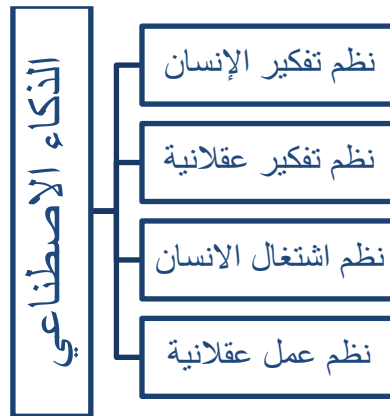 الذكاء الاصطناعي
نظم تفكير الإنسان
نظم تفكير عقلانية
نظم اشتغال الانسان
نظم عمل عقلانية